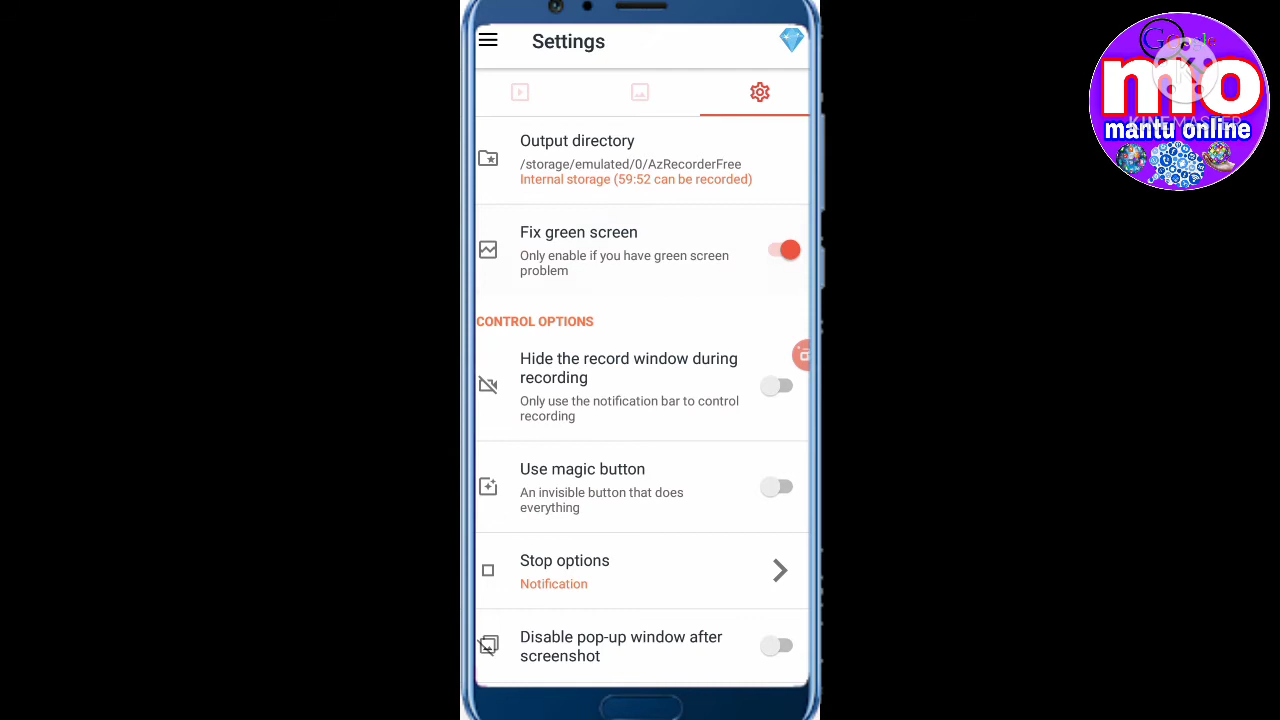 Settings
Output directory
/storage/emulated/0/AzRecorderFree
Internal storage (59:52 can be recorded)
Fix green screen
Only enable if you have green screen
problem
CONTROL OPTIONS
Hide the record window during
recording
Only use the notification bar to control
recording
Use magic button
An invisible button that does
everything
Stop options
Notification
Disable pop-up window after
screenshot
mo
KINEMASTER
mantu online